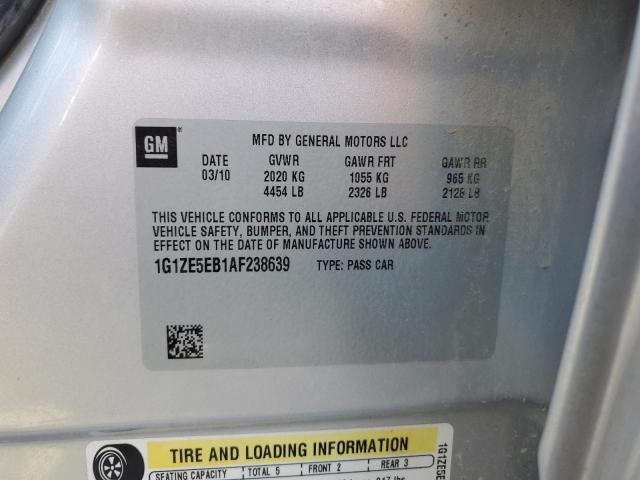 GM
MFD BY GENERAL MOTORS LLC
DATE GVWR GAWR FRT GAWR RR
03/10 2020 KG 1055 KG 965 KG
4454 LB 2326 LB 2128 LB
THIS VEHICLE CONFORMS TO ALL APPLICABLE U.S. FEDERAL MOTOR
VEHICLE SAFETY, BUMPER, AND THEFT PREVENTION STANDARDS IN
EFFECT ON THE DATE OF MANUFACTURE SHOWN ABOVE.
1G1ZE5EB1AF238639 TYPE: PASS CAR
TIRE AND LOADING INFORMATION
SEATING CAPACITY TOTAL 5 FRONT 2 REAR 3
1G1ZE5E